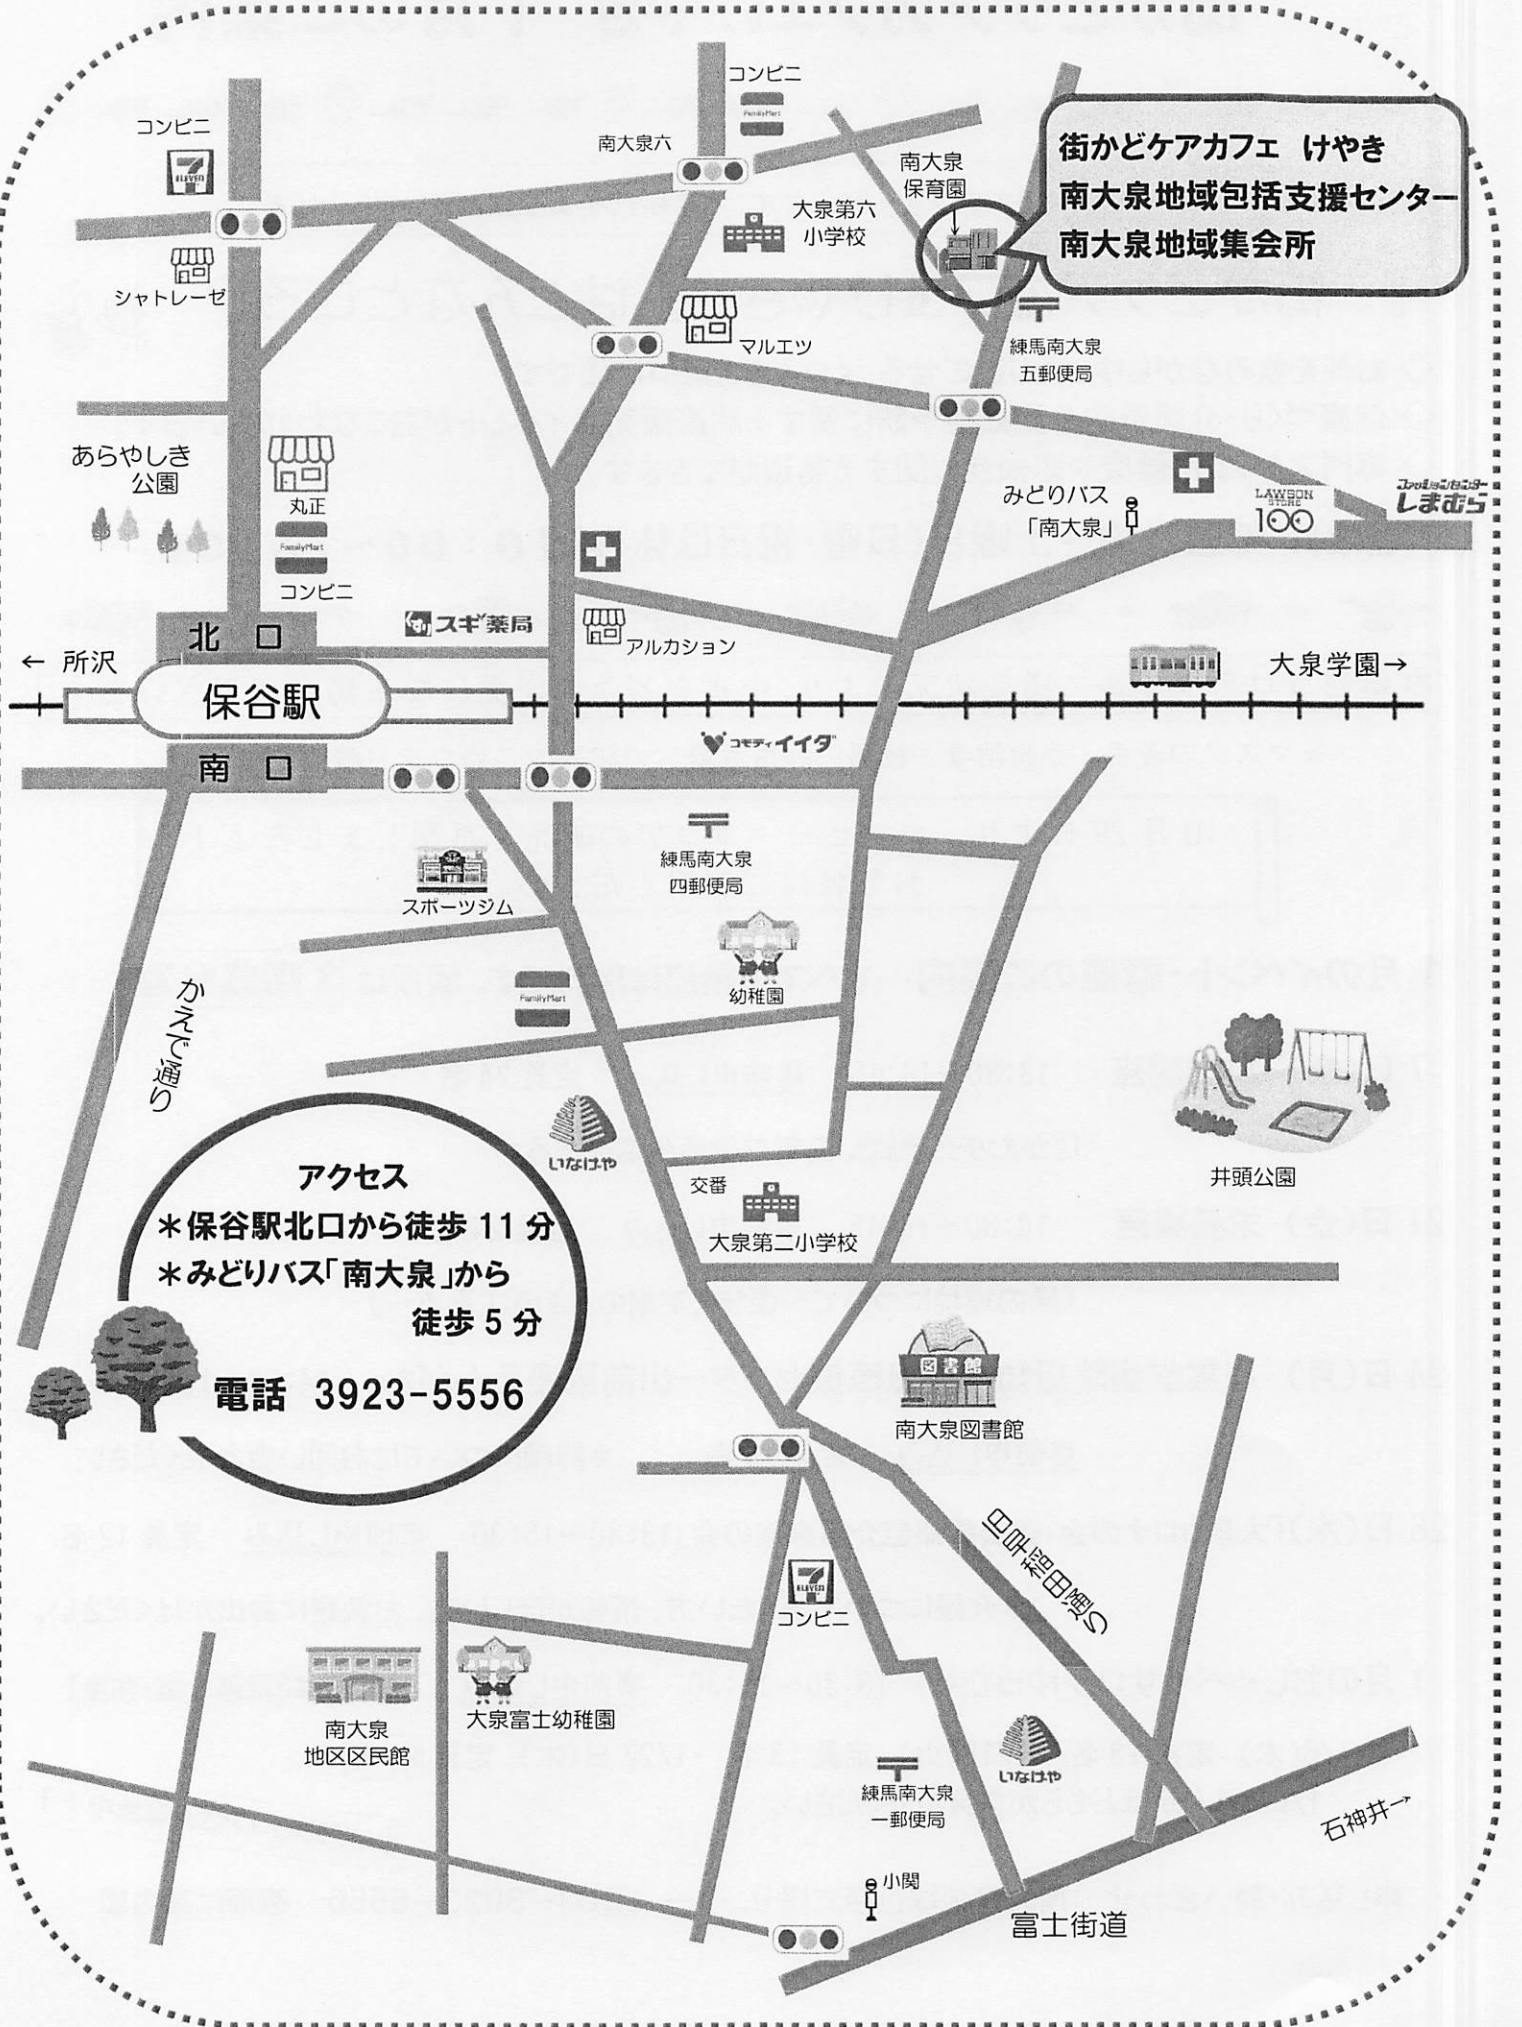 コンビニ
FamilyMart
コンビニ
7
ELEVEN
南大泉六
南大泉
保育園
街かどケアカフェ けやき
南大泉地域包括支援センター
南大泉地域集会所
大泉第六
小学校
シャトレーゼ
マルエツ
練馬南大泉
五郵便局
あらやしき
公園
丸正
FamilyMart
コンビニ
みどりバス
「南大泉」
LAWSON
STORE
100
ファッションセンター
しまむら
スギ薬局
アルカション
北 口
← 所沢
保谷駅
大泉学園→
南 口
コモディイイダ
練馬南大泉
四郵便局
スポーツジム
幼稚園
FamilyMart
かえで通り
いなげや
交番
大泉第二小学校
井頭公園
アクセス
＊保谷駅北口から徒歩 11 分
＊みどりバス「南大泉」から
徒歩 5 分
電話 3923-5556
図書館
南大泉図書館
旧早稲田通り
7
ELEVEN
コンビニ
南大泉
地区区民館
大泉富士幼稚園
いなげや
練馬南大泉
一郵便局
石神井→
小関
富士街道